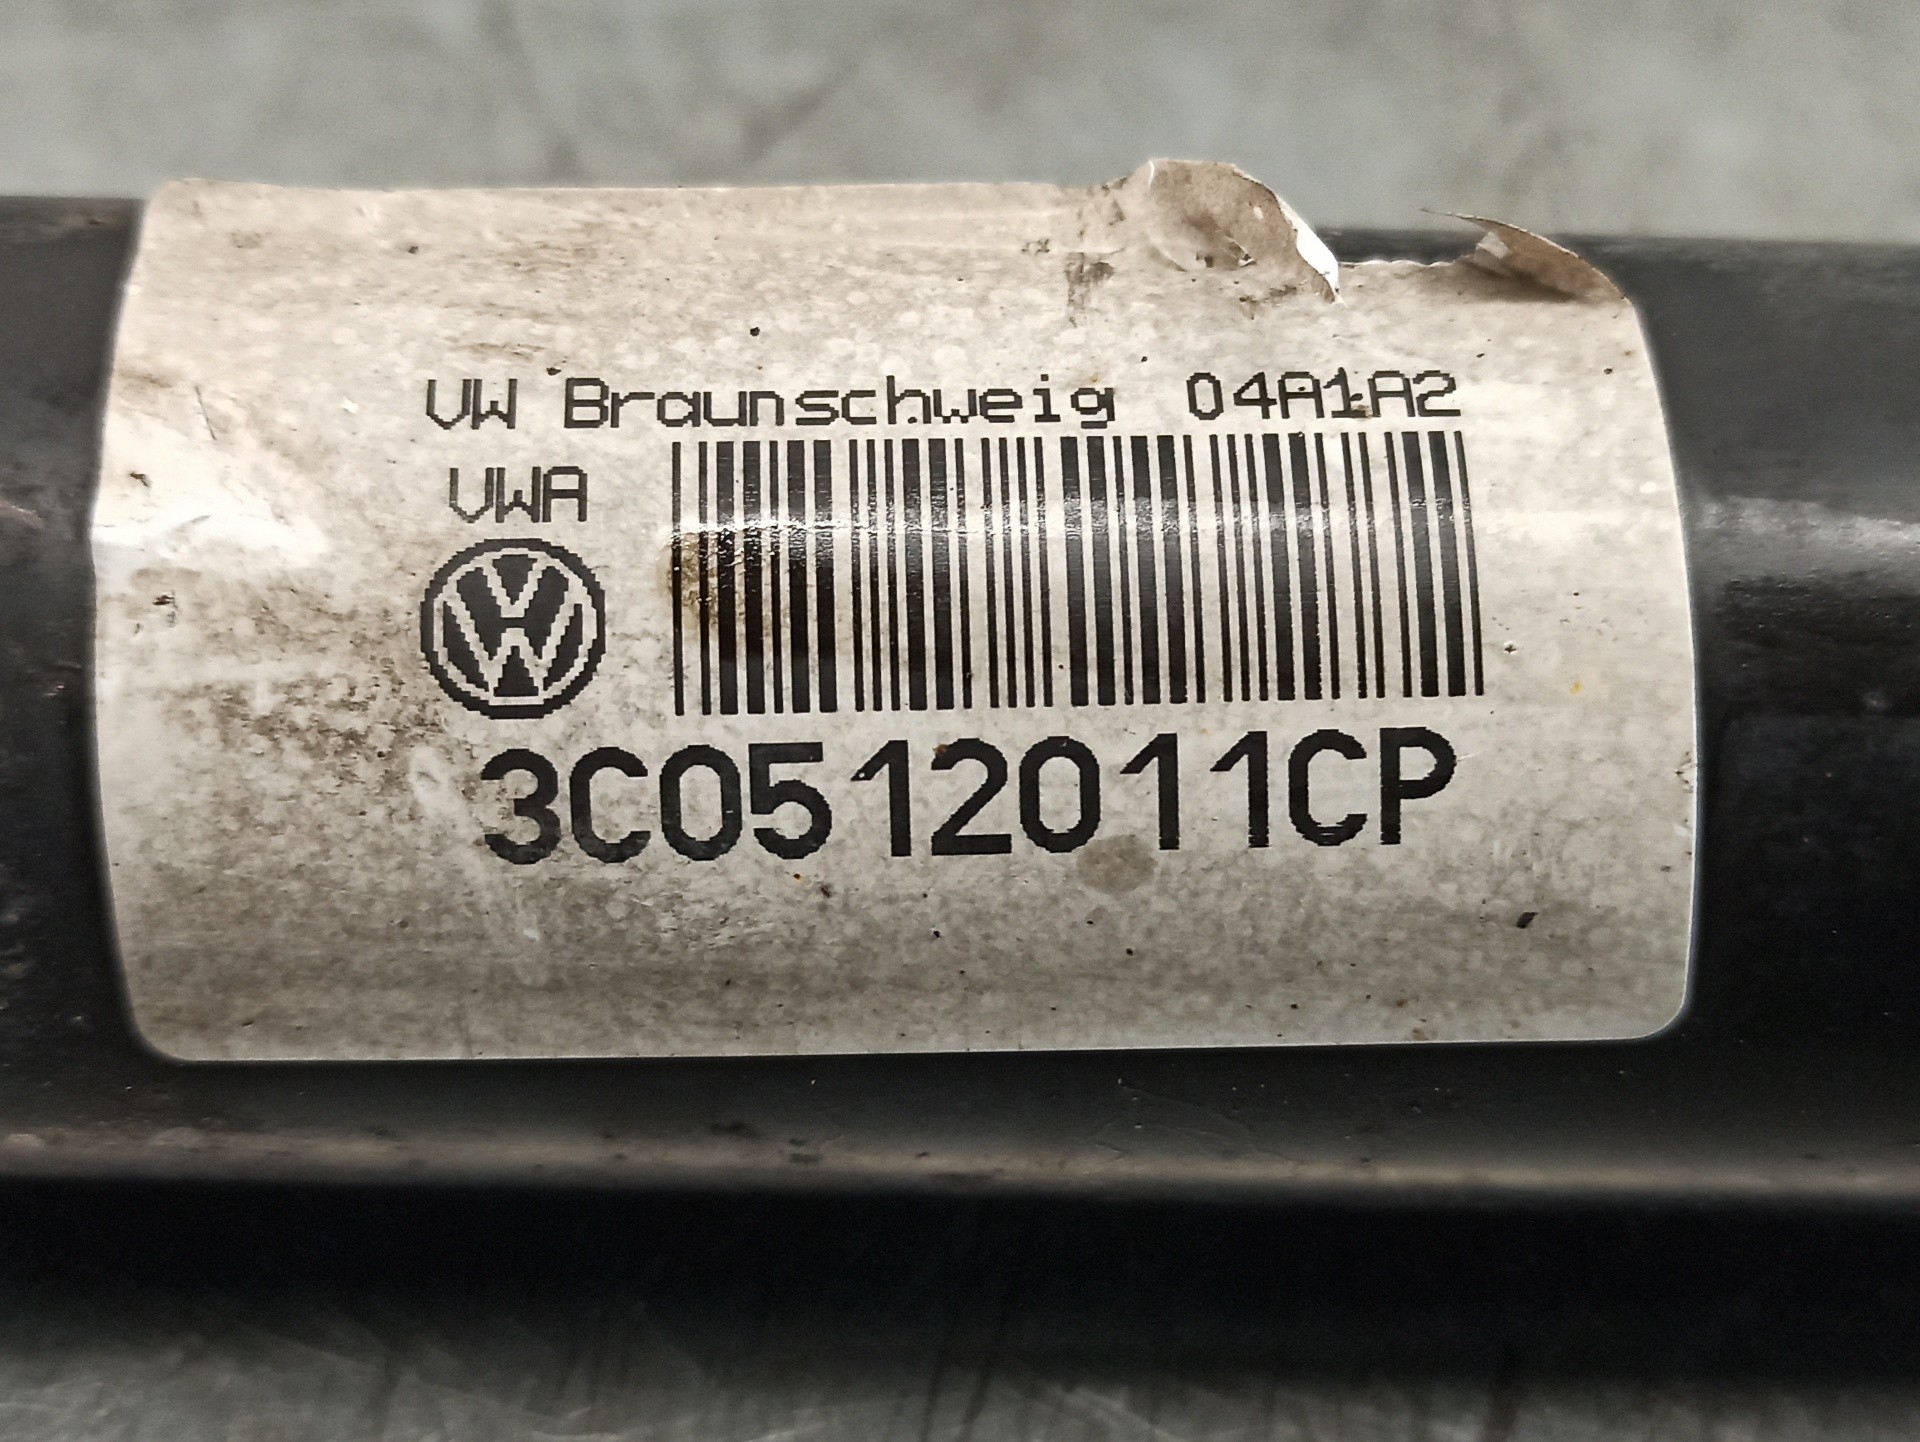 VW Braunschweig 04A1A2
VWA
3C0512011CP